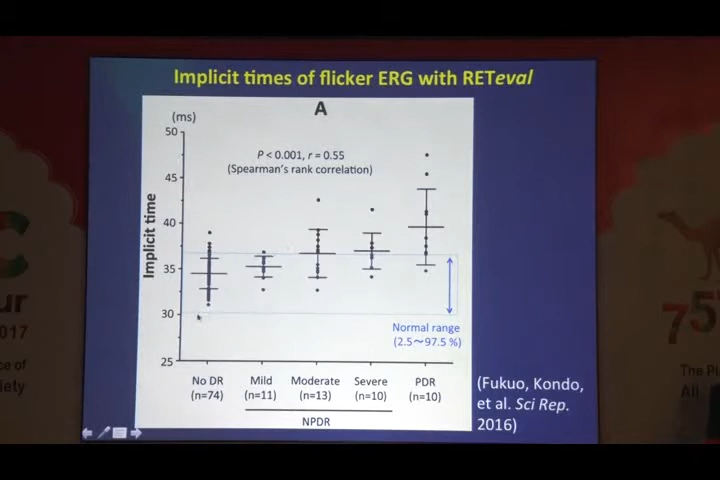 Implicit times of flicker ERG with RETeval
A
(ms)
50
P < 0.001, r = 0.55
(Spearman's rank correlation)
45
40
Implicit time
35
30
Normal range
(2.5~97.5 %)
25
No DR
(n=74)
Mild
(n=11)
Moderate
(n=13)
Severe
(n=10)
PDR
(n=10)
NPDR
(Fukuo, Kondo,
et al. Sci Rep.
2016)
C
ur
017
ce of
iety
75
The
All